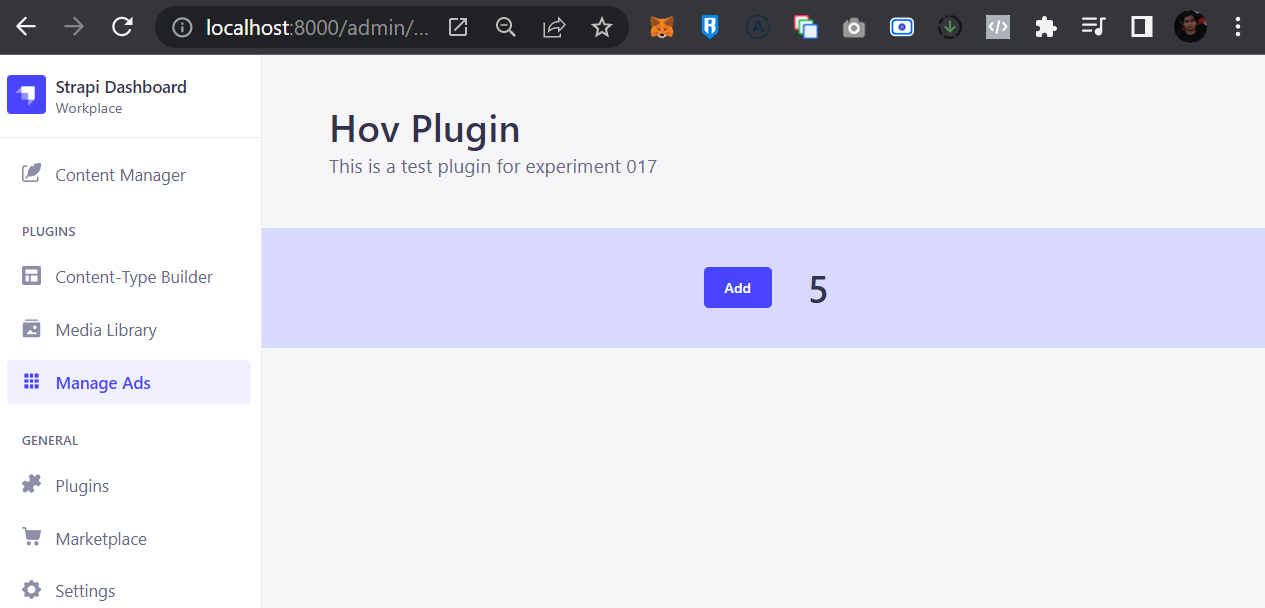 localhost:8000/admin/...
Strapi Dashboard
Workplace
Content Manager
PLUGINS
Content-Type Builder
Media Library
Manage Ads
GENERAL
Plugins
Marketplace
Settings
Hov Plugin
This is a test plugin for experiment 017
Add 5